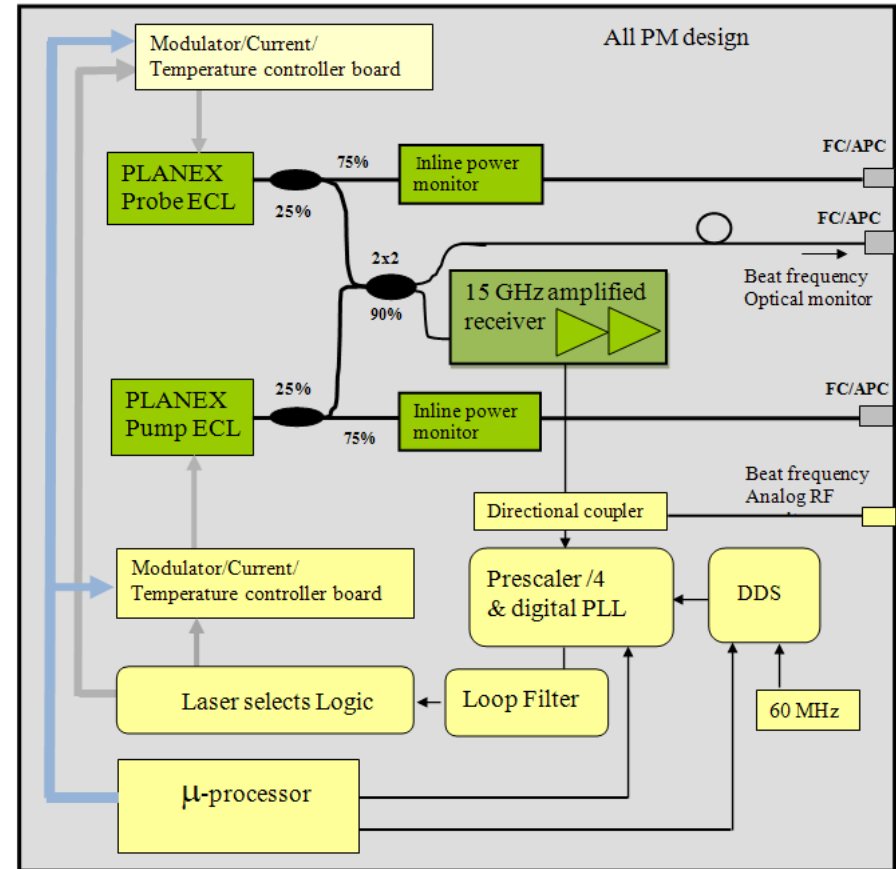 All PM design
Modulator/Current/
Temperature controller board
FC/APC
75%
PLANEX
Probe ECL
Inline power
monitor
25%
FC/APC
2x2
90%
15 GHz amplified
receiver
Beat frequency
Optical monitor
25%
FC/APC
PLANEX
Pump ECL
Inline power
monitor
75%
Beat frequency
Analog RF
Directional coupler
Modulator/Current/
Temperature controller board
Prescaler /4
& digital PLL
DDS
Laser selects Logic
Loop Filter
60 MHz
μ-processor